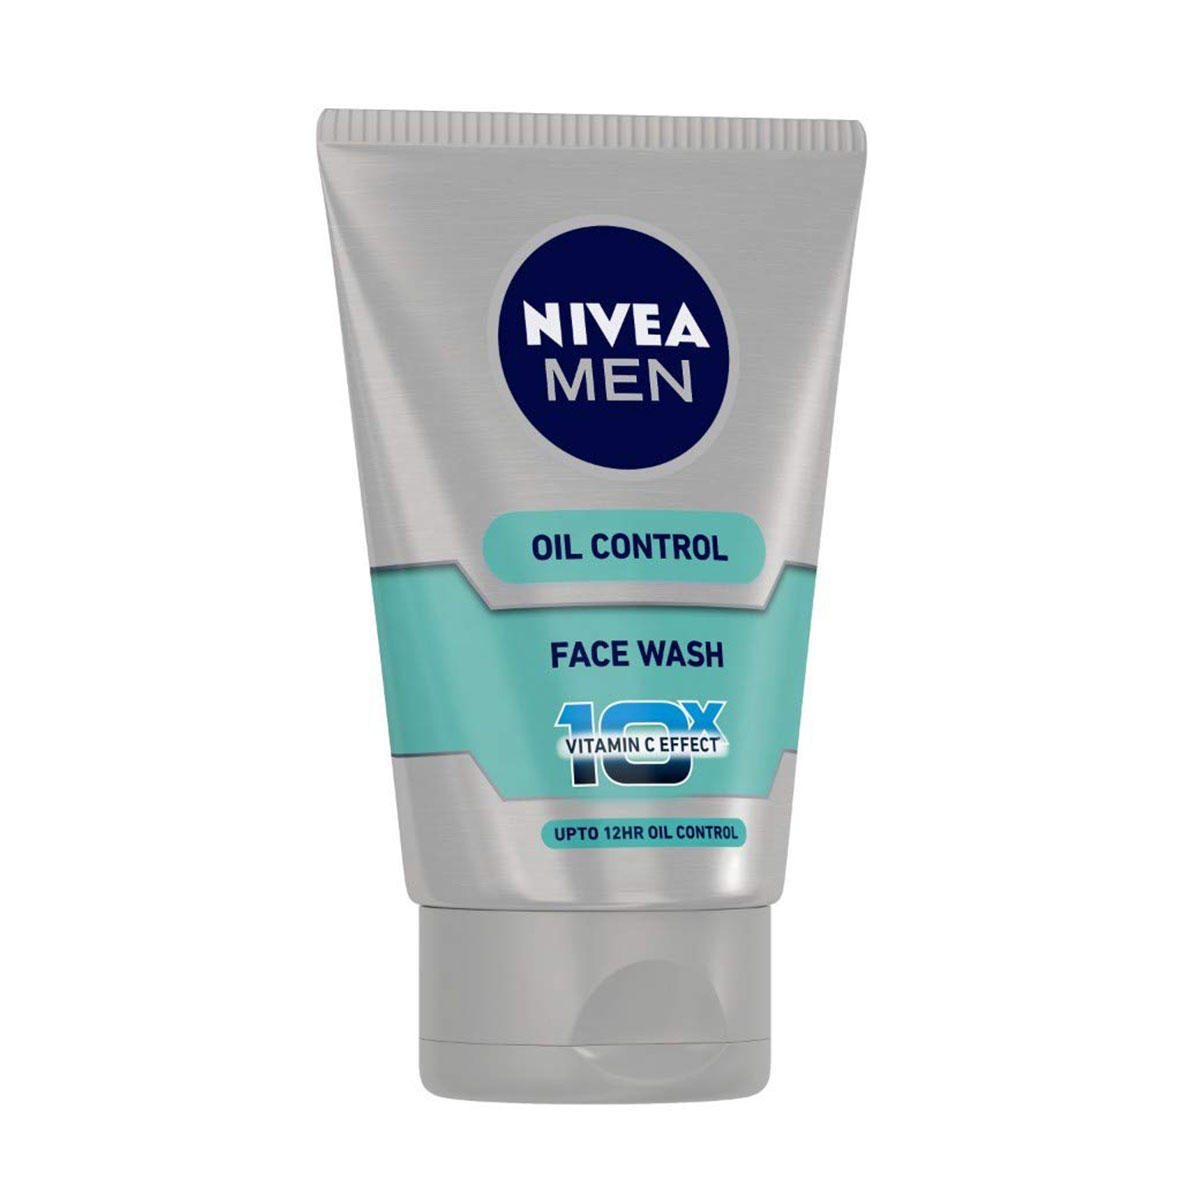 NIVEA
MEN
OIL CONTROL
FACE WASH
10X
VITAMIN C EFFECT
UPTO 12HR OIL CONTROL